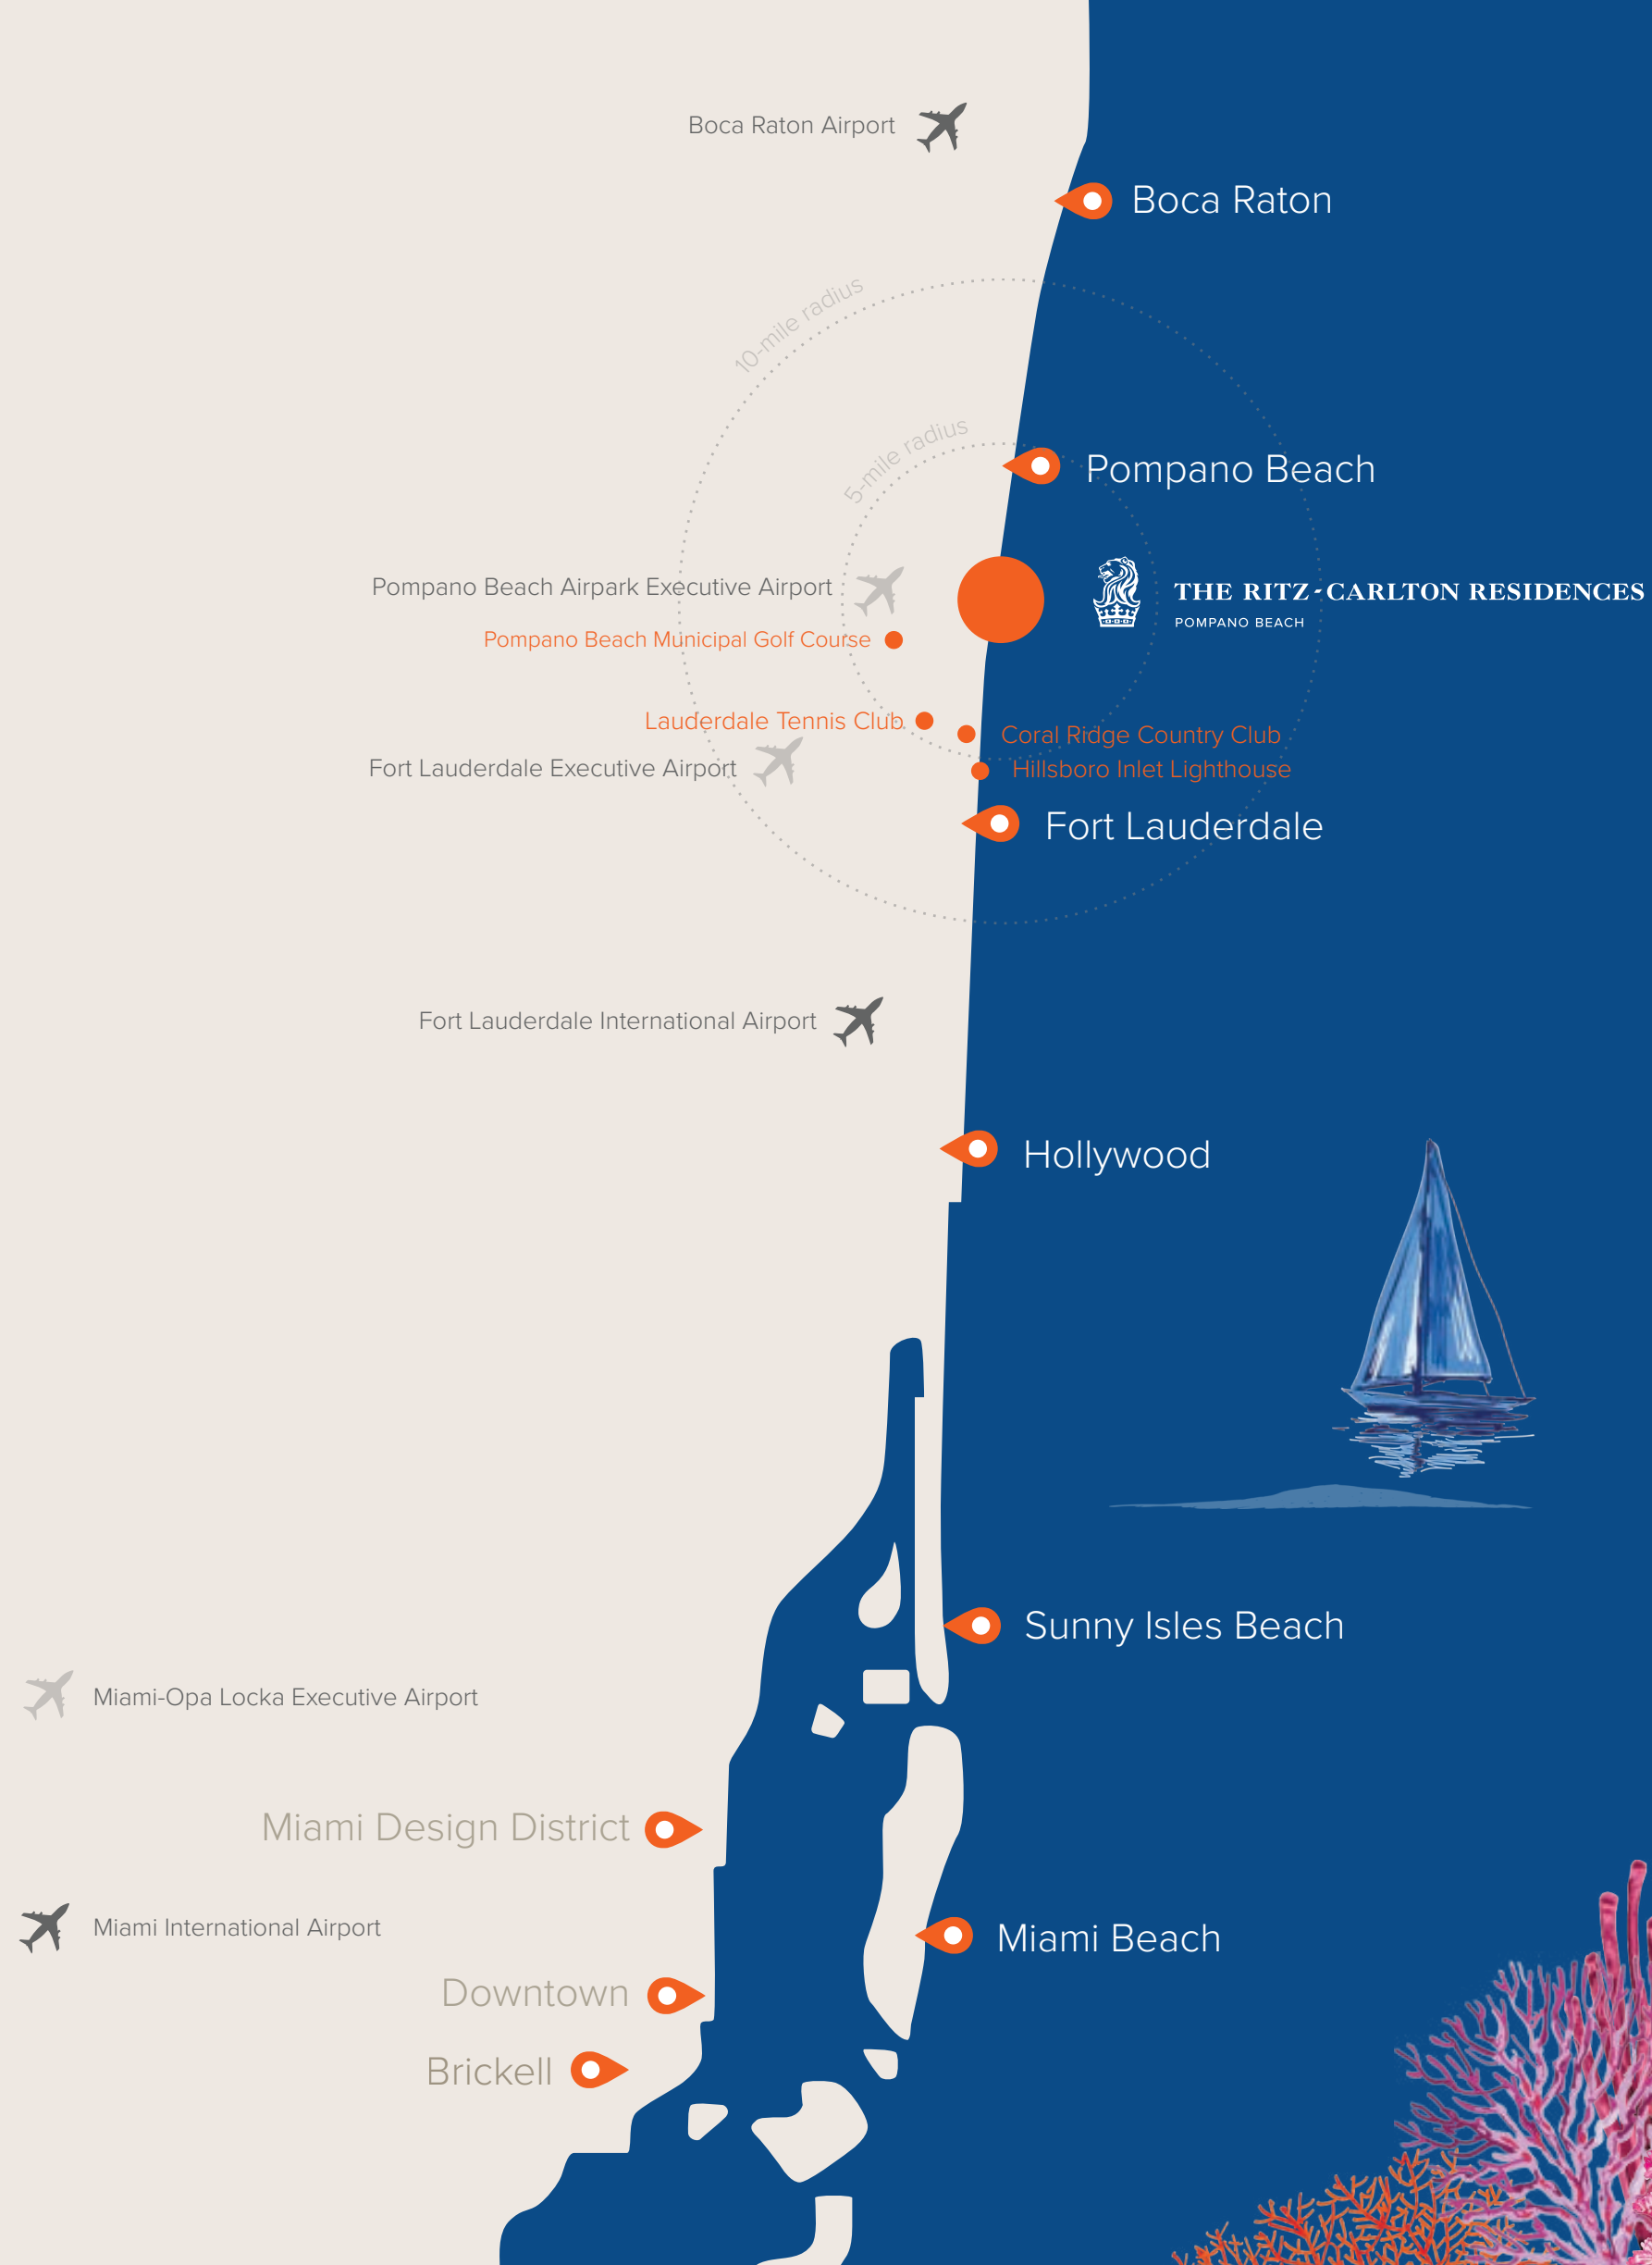 Boca Raton Airport
Boca Raton
10-mile radius
5-mile radius
Pompano Beach
Pompano Beach Airpark Executive Airport
THE RITZ-CARLTON RESIDENCES
POMPANO BEACH
Pompano Beach Municipal Golf Course
Lauderdale Tennis Club
Coral Ridge Country Club
Fort Lauderdale Executive Airport
Hillsboro Inlet Lighthouse
Fort Lauderdale
Fort Lauderdale International Airport
Hollywood
Sunny Isles Beach
Miami-Opa Locka Executive Airport
Miami Design District
Miami International Airport
Miami Beach
Downtown
Brickell